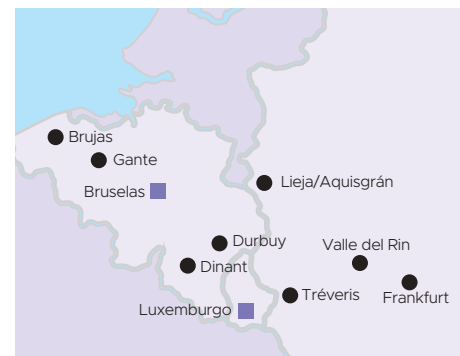 Brujas
Gante
Bruselas
Lieja/Aquisgrán
Durbuy
Valle del Rin
Dinant
Tréveris
Frankfurt
Luxemburgo